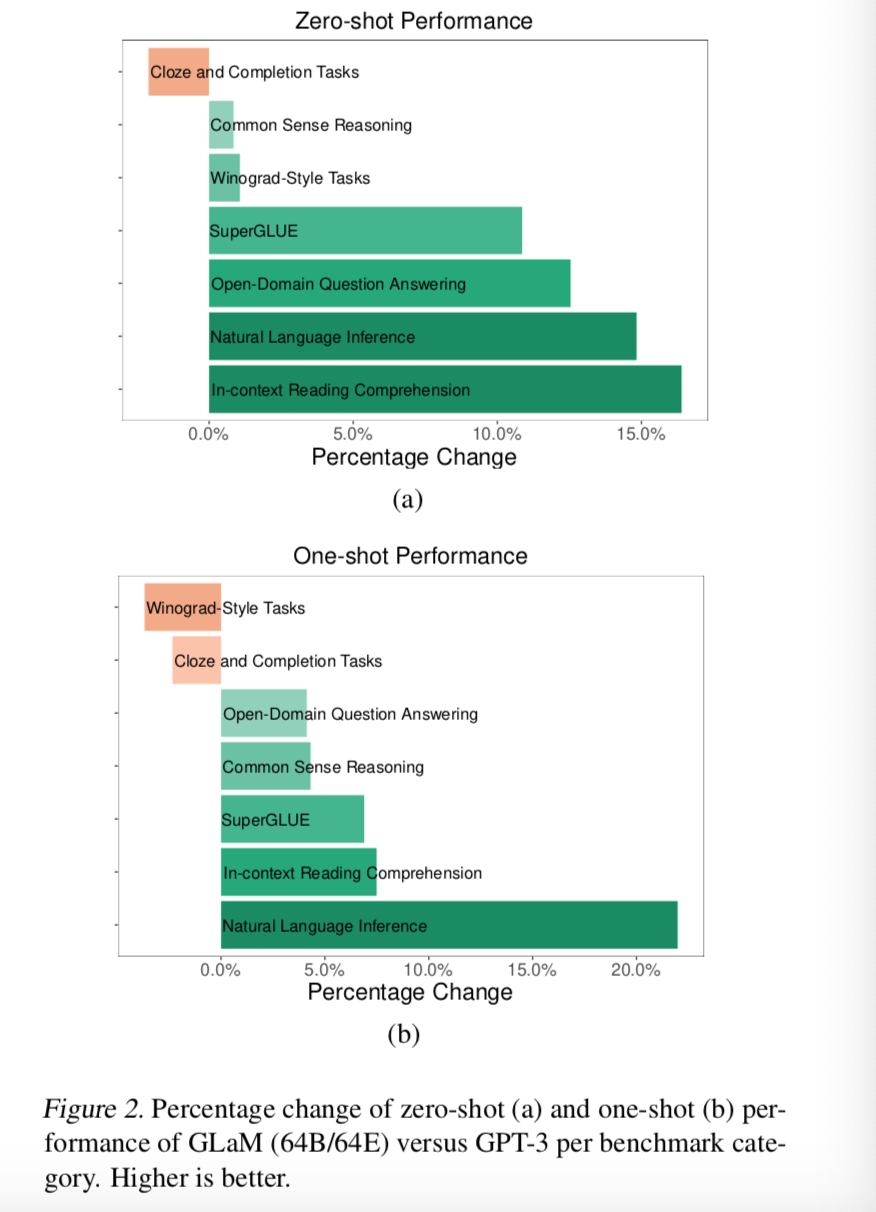 Zero-shot Performance
Cloze and Completion Tasks
Common Sense Reasoning
Winograd-Style Tasks
SuperGLUE
Open-Domain Question Answering
Natural Language Inference
In-context Reading Comprehension
0.0% 5.0% 10.0% 15.0%
Percentage Change
(a)
One-shot Performance
Winograd-Style Tasks
Cloze and Completion Tasks
Open-Domain Question Answering
Common Sense Reasoning
SuperGLUE
In-context Reading Comprehension
Natural Language Inference
0.0% 5.0% 10.0% 15.0% 20.0%
Percentage Change
(b)
Figure 2. Percentage change of zero-shot (a) and one-shot (b) per-
formance of GLaM (64B/64E) versus GPT-3 per benchmark cate-
gory. Higher is better.